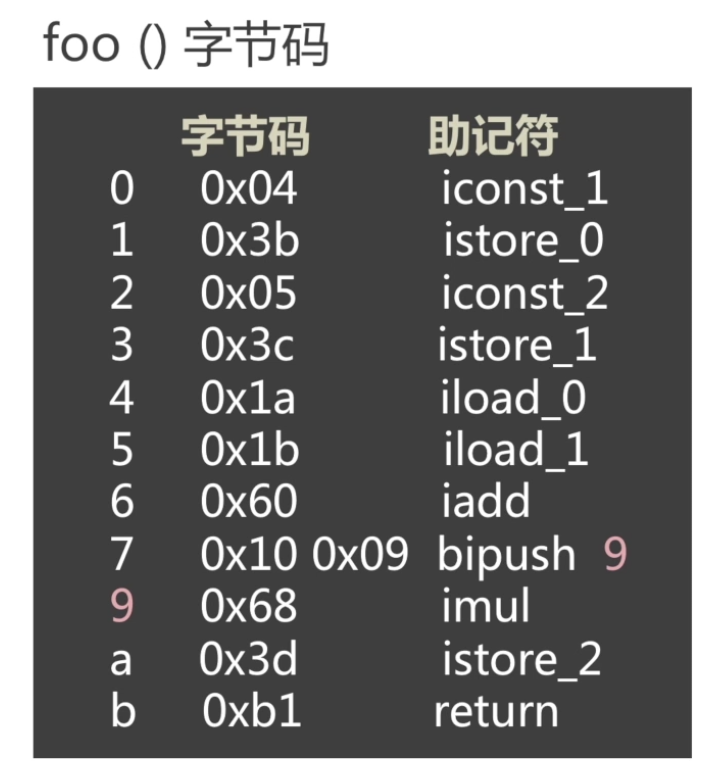 foo () 字节码
字节码 助记符
0 0x04 iconst_1
1 0x3b istore_0
2 0x05 iconst_2
3 0x3c istore_1
4 0x1a iload_0
5 0x1b iload_1
6 0x60 iadd
7 0x10 0x09 bipush 9
9 0x68 imul
a 0x3d istore_2
b 0xb1 return